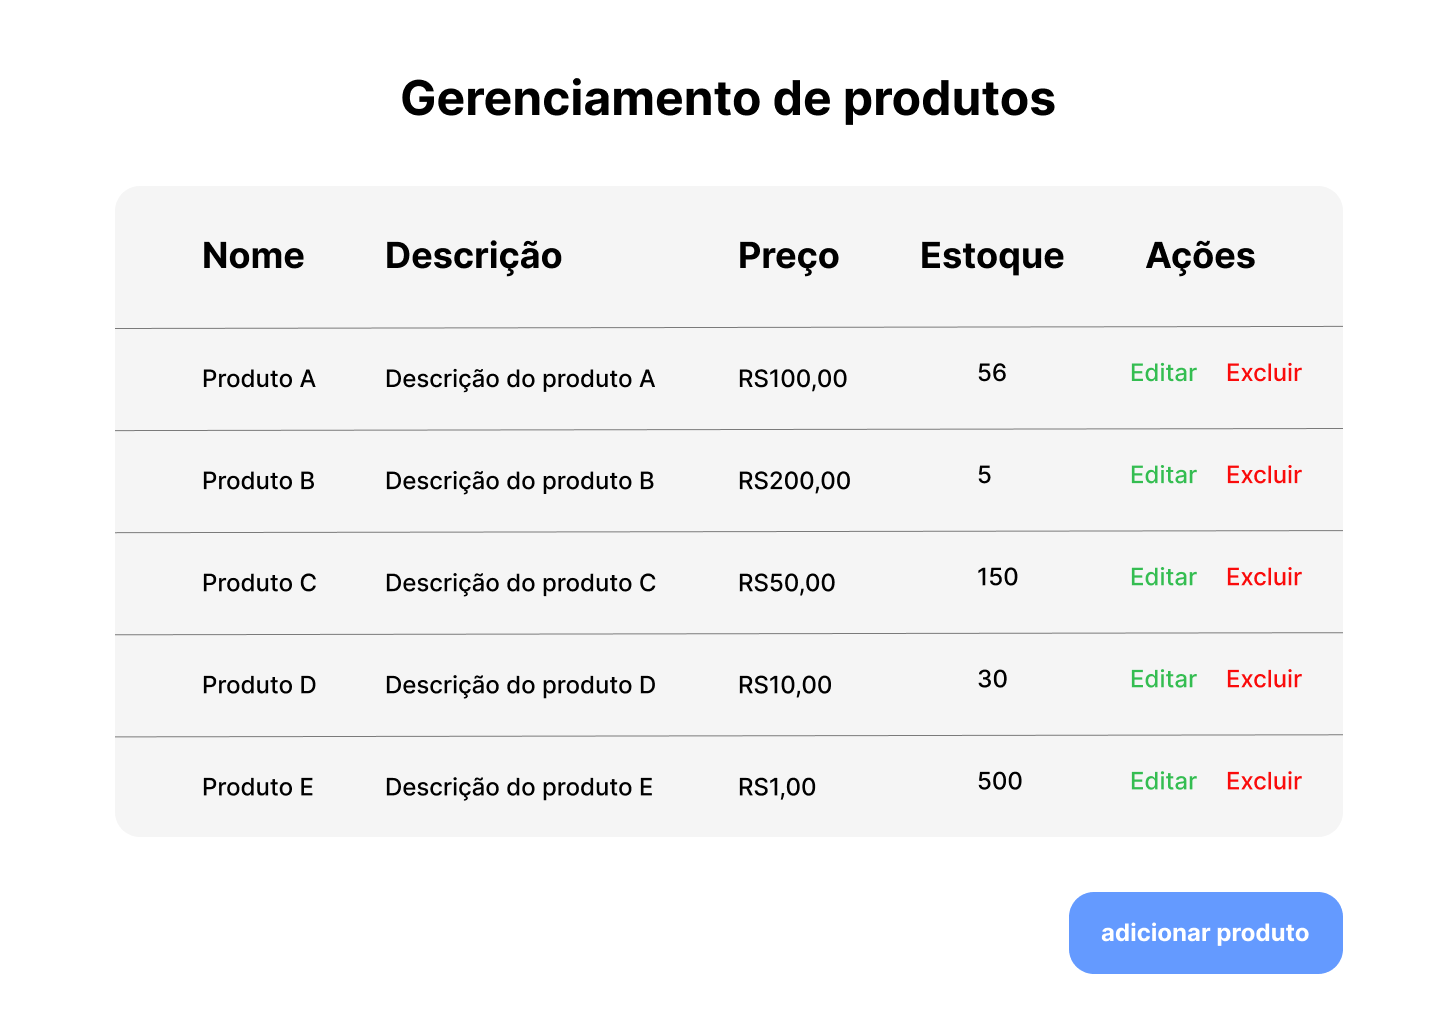 Gerenciamento de produtos
Nome Descrição Preço Estoque Ações
Produto A Descrição do produto A RS100,00 56 Editar Excluir
Produto B Descrição do produto B RS200,00 5 Editar Excluir
Produto C Descrição do produto C RS50,00 150 Editar Excluir
Produto D Descrição do produto D RS10,00 30 Editar Excluir
Produto E Descrição do produto E RS1,00 500 Editar Excluir
adicionar produto